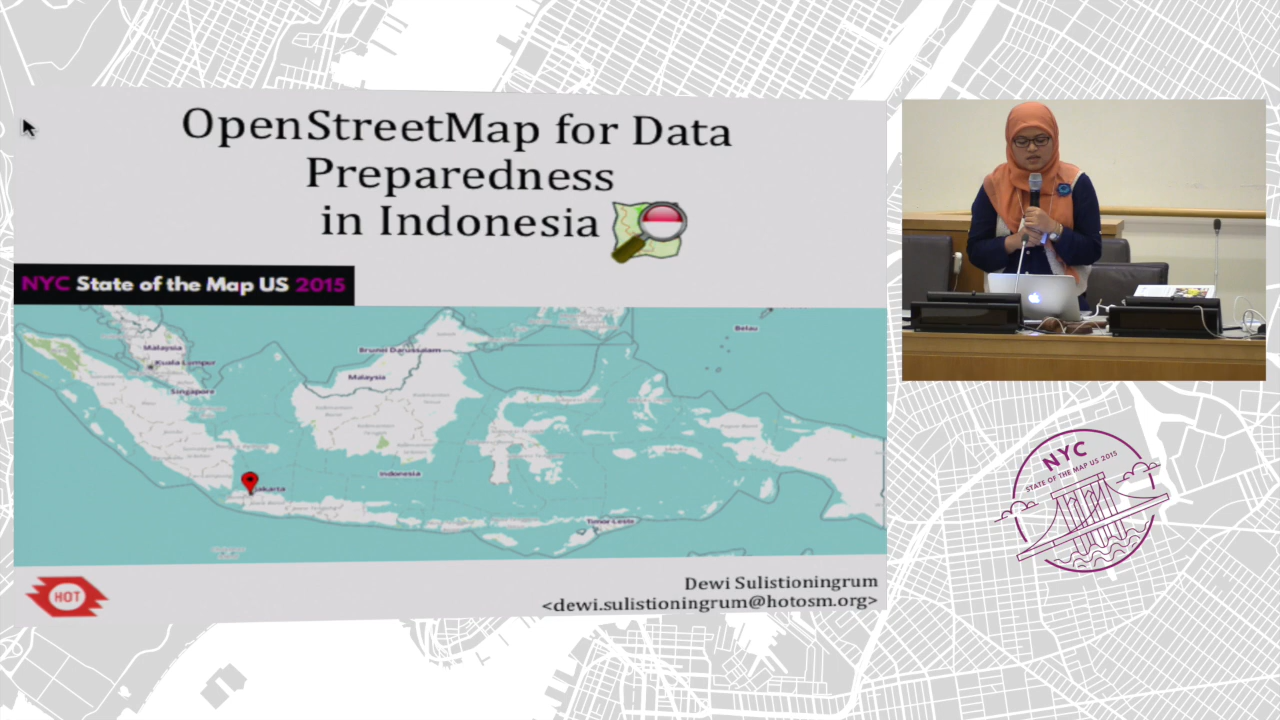 OpenStreetMap for Data
Preparedness
in Indonesia
NYC State of the Map US 2015
Belau
Malaysia
Kuala Lumpur
Brunei Darussalam
Malaysia
Singapore
Indonesia
Jakarta
Timor-Leste
HOT
Dewi Sulistioningrum
<dewi.sulistioningrum@hotosm.org>
NYC
STATE OF THE MAP US 2015